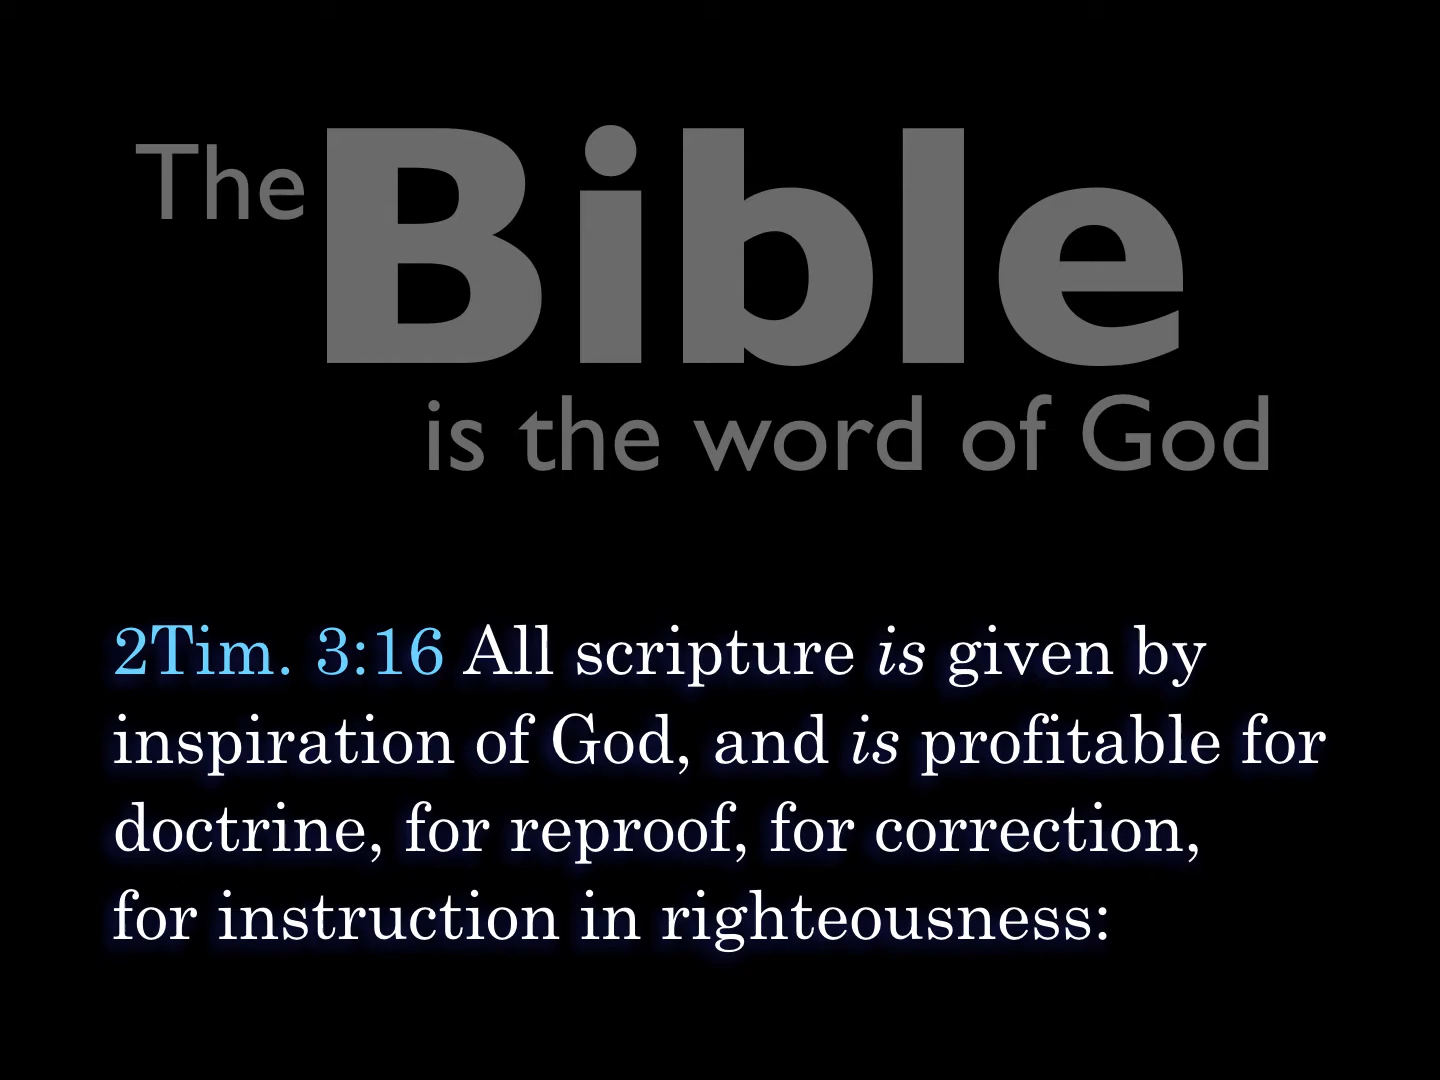 The Bible
is the word of God
2Tim. 3:16 All scripture is given by
inspiration of God, and is profitable for
doctrine, for reproof, for correction,
for instruction in righteousness: